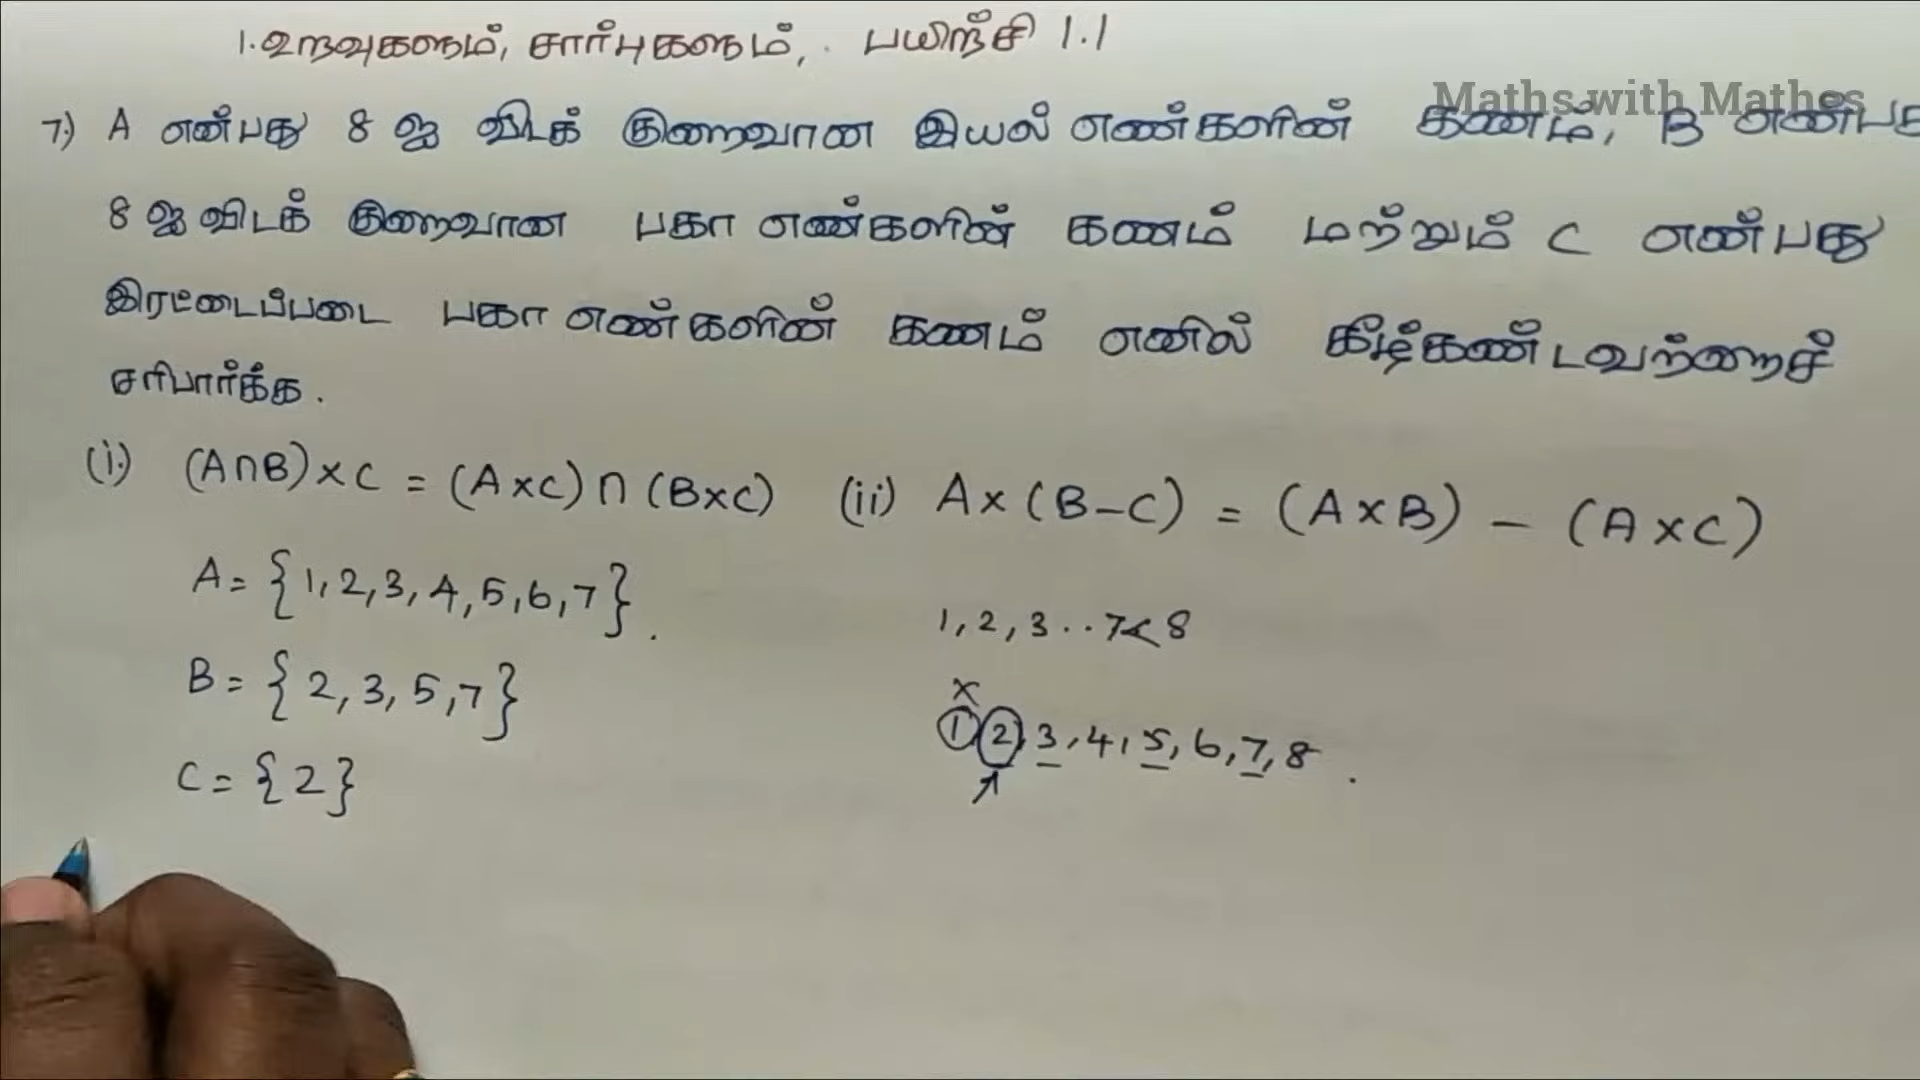 1. உறவுகளும், சார்புகளும், பயிற்சி 1.1
Maths with Mathes
7) A என்பது 8 ஐ விடக் குறைவான இயல் எண்களின் கணம், B
8 ஐ விடக் குறைவான பகா எண்களின் கணம் மற்றும் C என்பது
இரட்டைப்படை பகா எண்களின் கணம் எனில் கீழ்கண்டவற்றைச்
சரிபார்க்க.
(i) (A∩B)×C = (A×C)∩(B×C) (ii) A×(B-C) = (A×B) - (A×C)
A = {1,2,3,4,5,6,7}.
1,2,3..7<8
B = {2,3,5,7}
x
1 2, 3, 4, 5, 6, 7, 8.
C = {2}